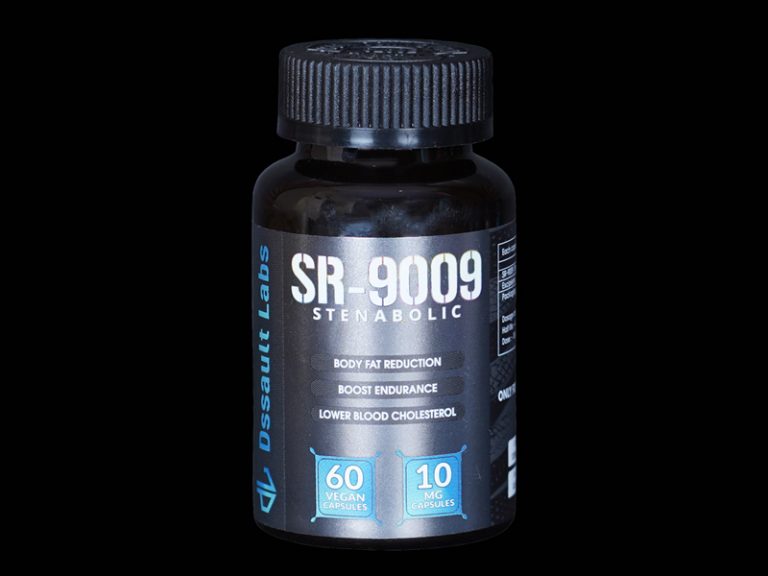 Dssault Labs
SR-9009
STENABOLIC
BODY FAT REDUCTION
BOOST ENDURANCE
LOWER BLOOD CHOLESTEROL
60
VEGAN
CAPSULES
10
MG
CAPSULES
Each